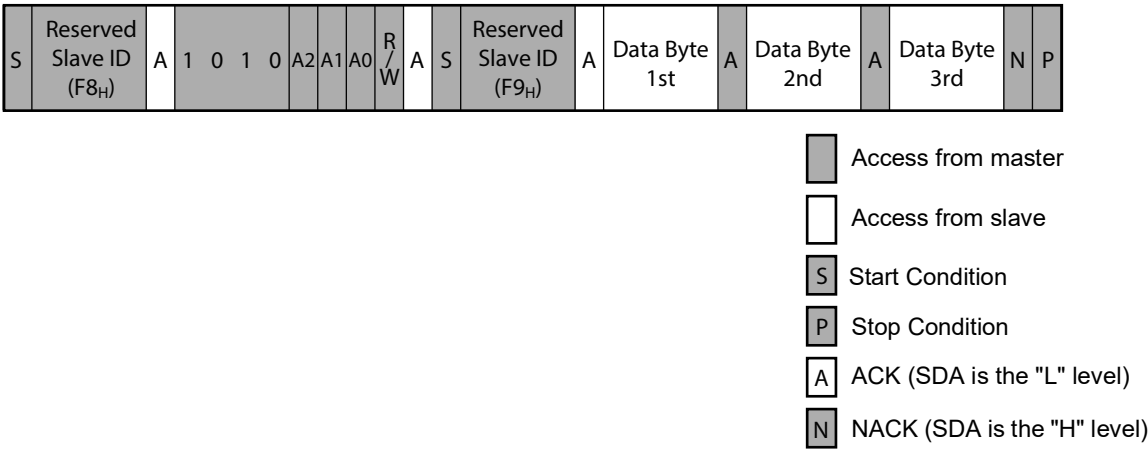 S Reserved Slave ID (F8H) A 1 0 1 0 A2 A1 A0 R/W A S Reserved Slave ID (F9H) A Data Byte 1st A Data Byte 2nd A Data Byte 3rd N P
Access from master
Access from slave
S Start Condition
P Stop Condition
A ACK (SDA is the "L" level)
N NACK (SDA is the "H" level)